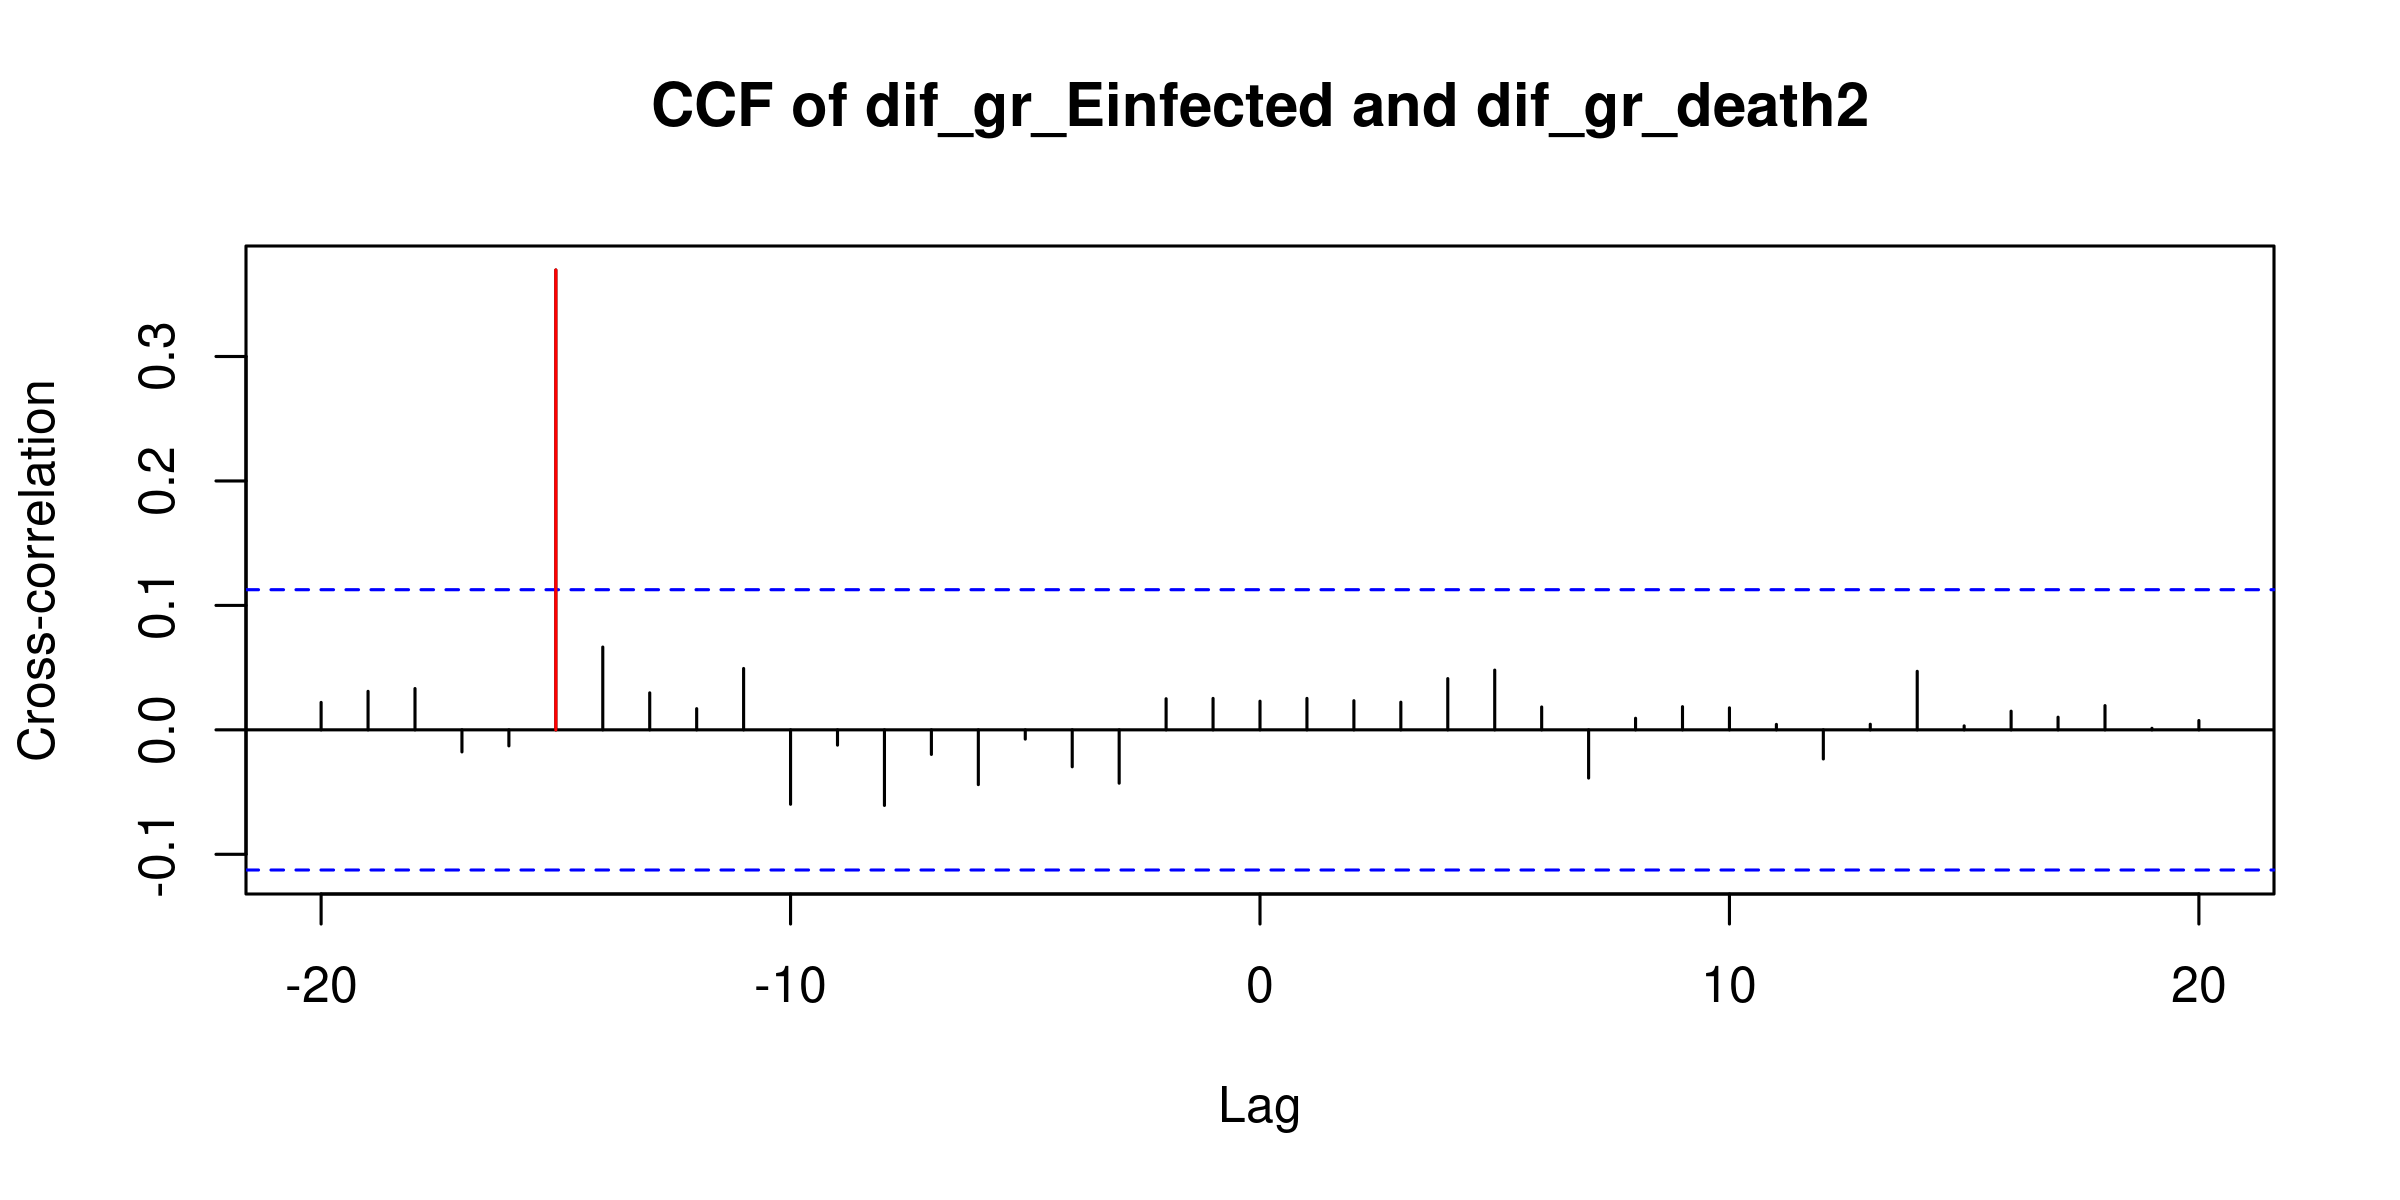 CCF of dif_gr_Einfected and dif_gr_death2
Cross-correlation
0.3
0.2
0.1
0.0
-0.1
-20 -10 0 10 20
Lag